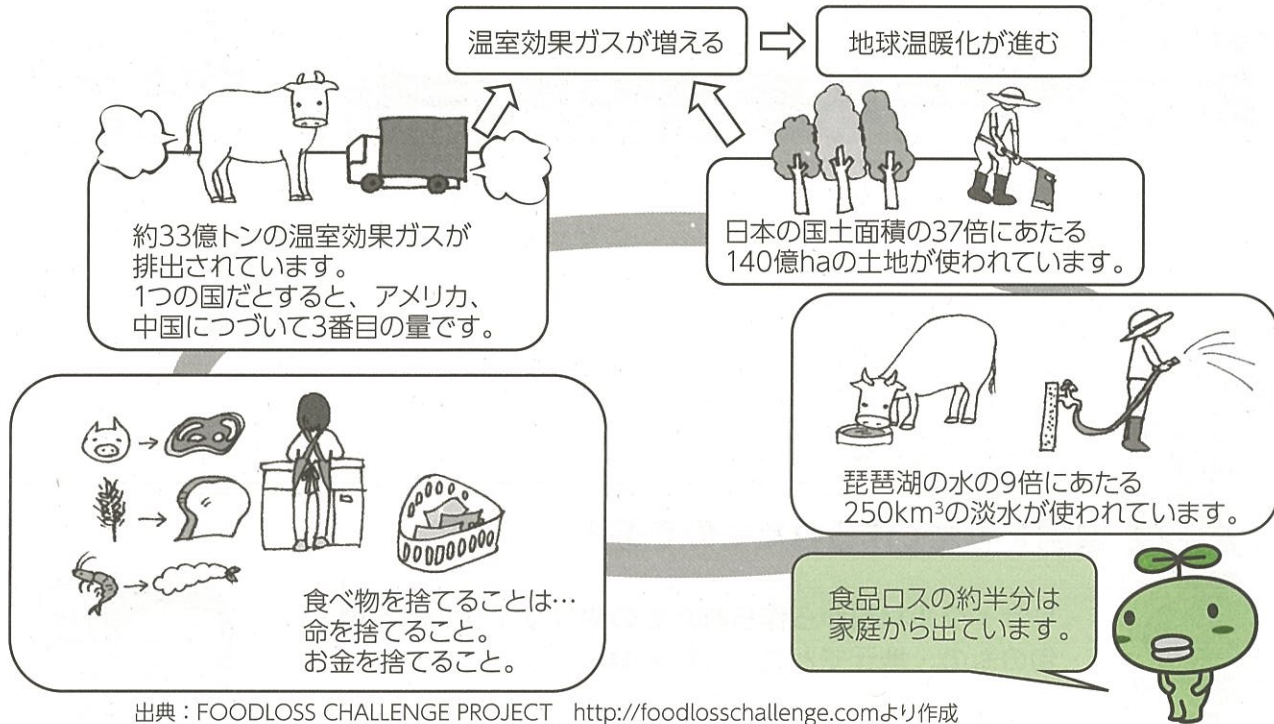 温室効果ガスが増える
地球温暖化が進む
約33億トンの温室効果ガスが
排出されています。
1つの国だとすると、アメリカ、
中国につづいて3番目の量です。
日本の国土面積の37倍にあたる
140億haの土地が使われています。
琵琶湖の水の9倍にあたる
250km³の淡水が使われています。
食べ物を捨てることは…
命を捨てること。
お金を捨てること。
食品ロスの約半分は
家庭から出ています。
出典：FOODLOSS CHALLENGE PROJECT http://foodlosschallenge.comより作成